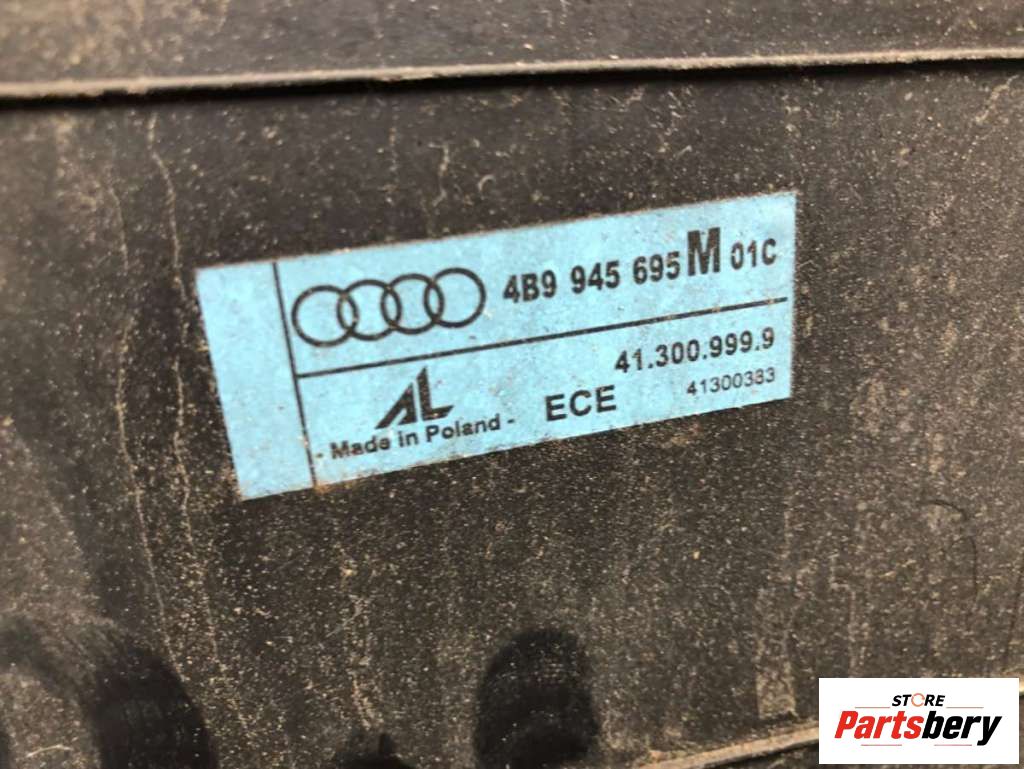 4B9 945 695 M 01C
41.300.999.9
AL
- Made in Poland -
ECE
41300383
STORE
Partsbery